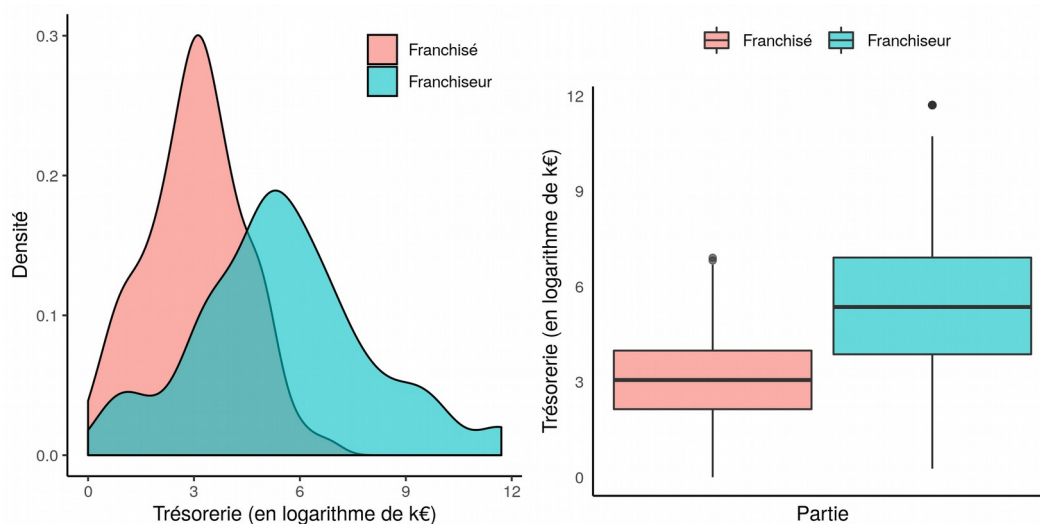 0.3
0.2
0.1
0.0
Densité
0 3 6 9 12
Trésorerie (en logarithme de k€)
Franchisé
Franchiseur
Franchisé Franchiseur
12
9
6
3
0
Trésorerie (en logarithme de k€)
Partie